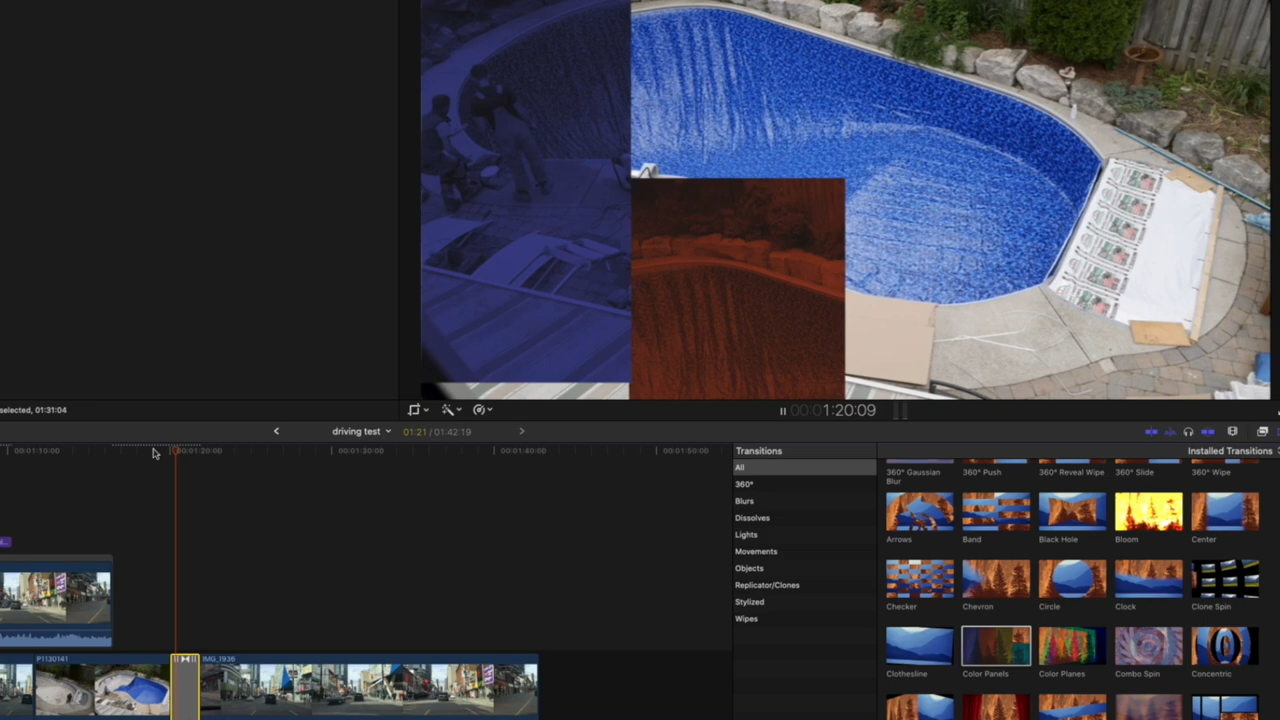 selected, 01:31:04
00:00:01:20:09
driving test
01:21 / 01:42:19
00:01:10:00
00:01:20:00
00:01:30:00
00:01:40:00
00:01:50:00
Transitions
Installed Transitions
All
360°
Blurs
Dissolves
Lights
Movements
Objects
Replicator/Clones
Stylized
Wipes
360° Gaussian
Blur
360° Push
360° Reveal Wipe
360° Slide
360° Wipe
Arrows
Band
Black Hole
Bloom
Center
Checker
Chevron
Circle
Clock
Clone Spin
Clothesline
Color Panels
Color Planes
Combo Spin
Concentric
P1130141
IMG_1936